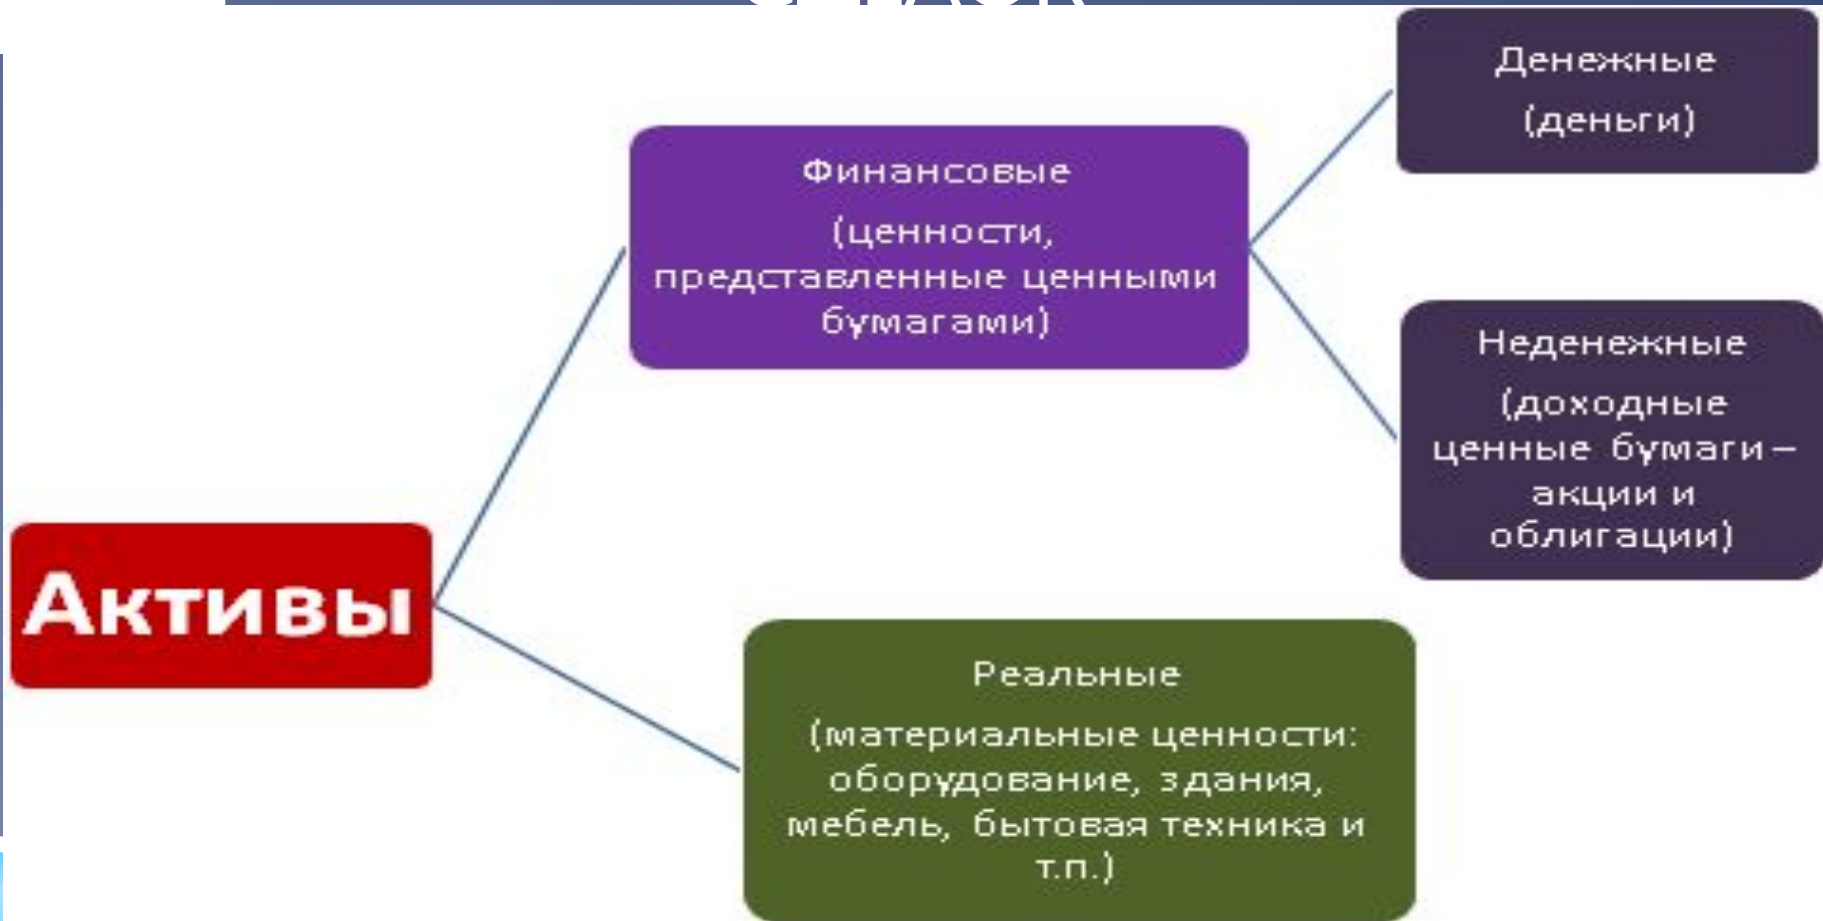 Денежные
(деньги)
Финансовые
(ценности,
представленные ценными
бумагами)
Неденежные
(доходные
ценные бумаги –
акции и
облигации)
Активы
Реальные
(материальные ценности:
оборудование, здания,
мебель, бытовая техника и
т.п.)